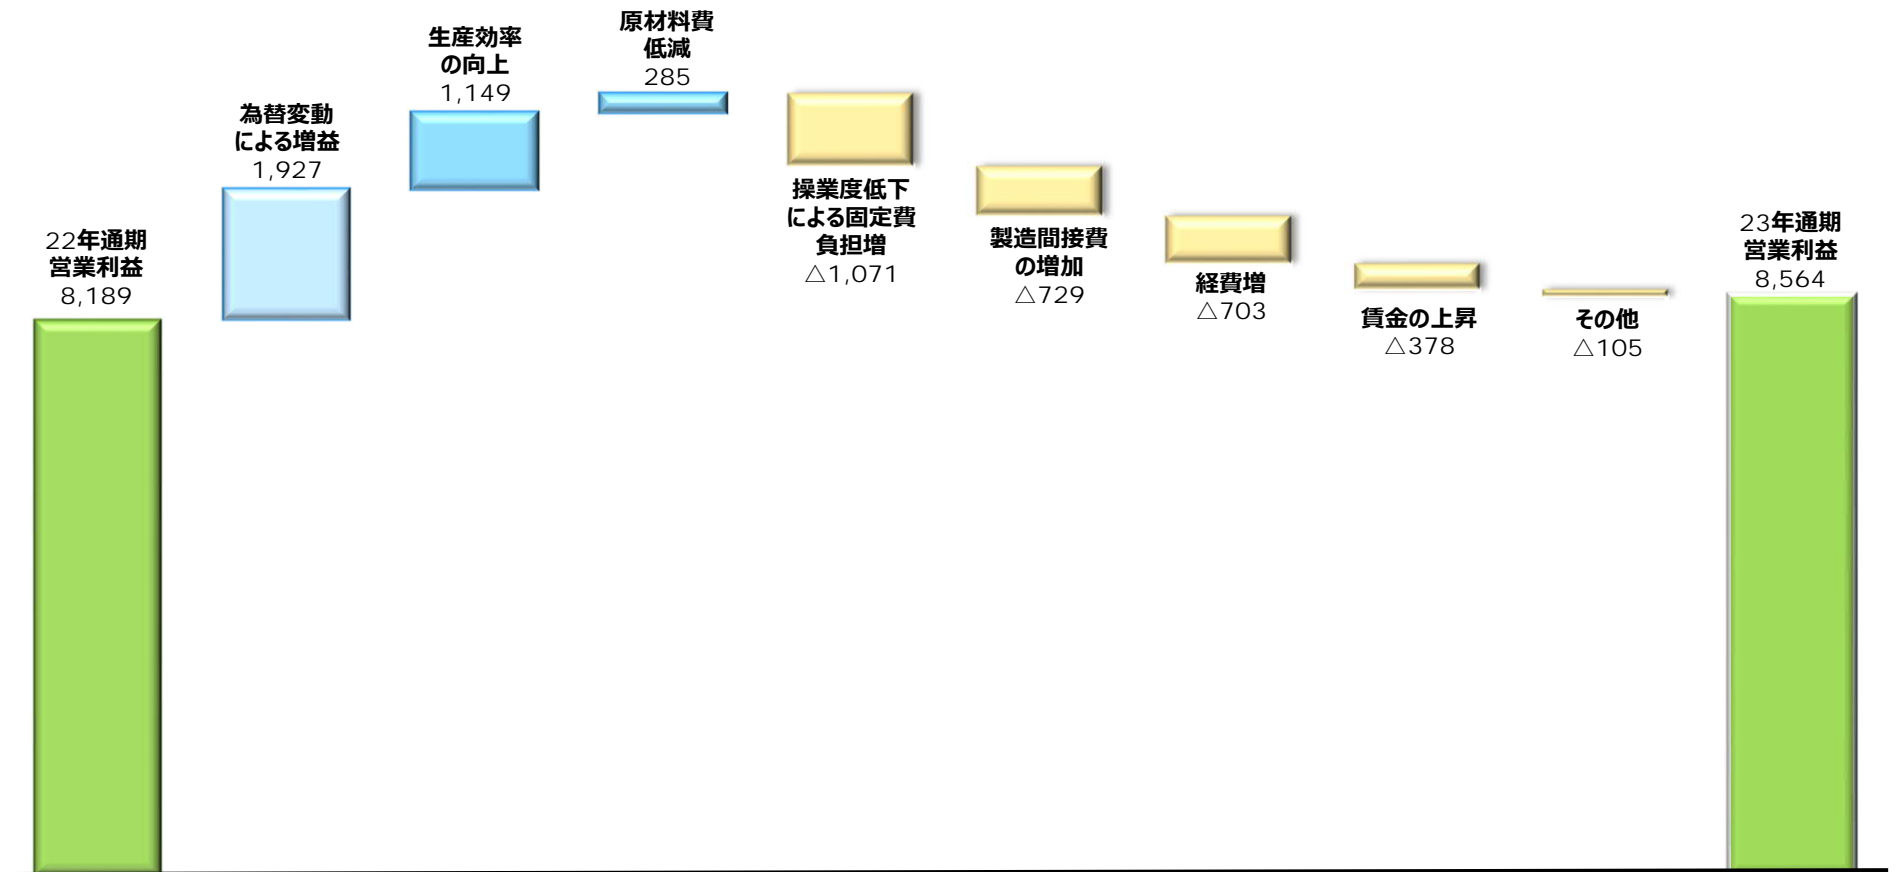 22年通期
営業利益
8,189
為替変動
による増益
1,927
生産効率
の向上
1,149
原材料費
低減
285
操業度低下
による固定費
負担増
△1,071
製造間接費
の増加
△729
経費増
△703
賃金の上昇
△378
その他
△105
23年通期
営業利益
8,564